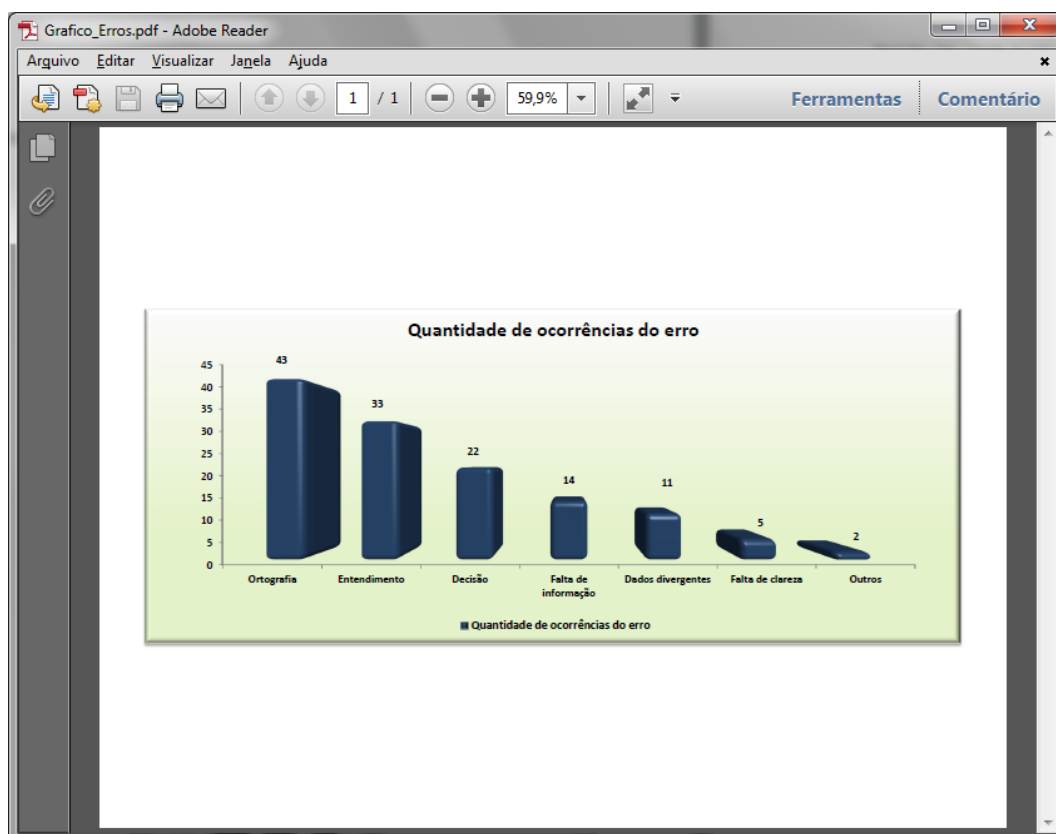 Grafico_Erros.pdf - Adobe Reader
Arquivo Editar Visualizar Janela Ajuda
1 / 1 59,9% Ferramentas Comentário
Quantidade de ocorrências do erro
45
40
35
30
25
20
15
10
5
0
43
33
22
14
11
5
2
Ortografia Entendimento Decisão Falta de informação Dados divergentes Falta de clareza Outros
Quantidade de ocorrências do erro